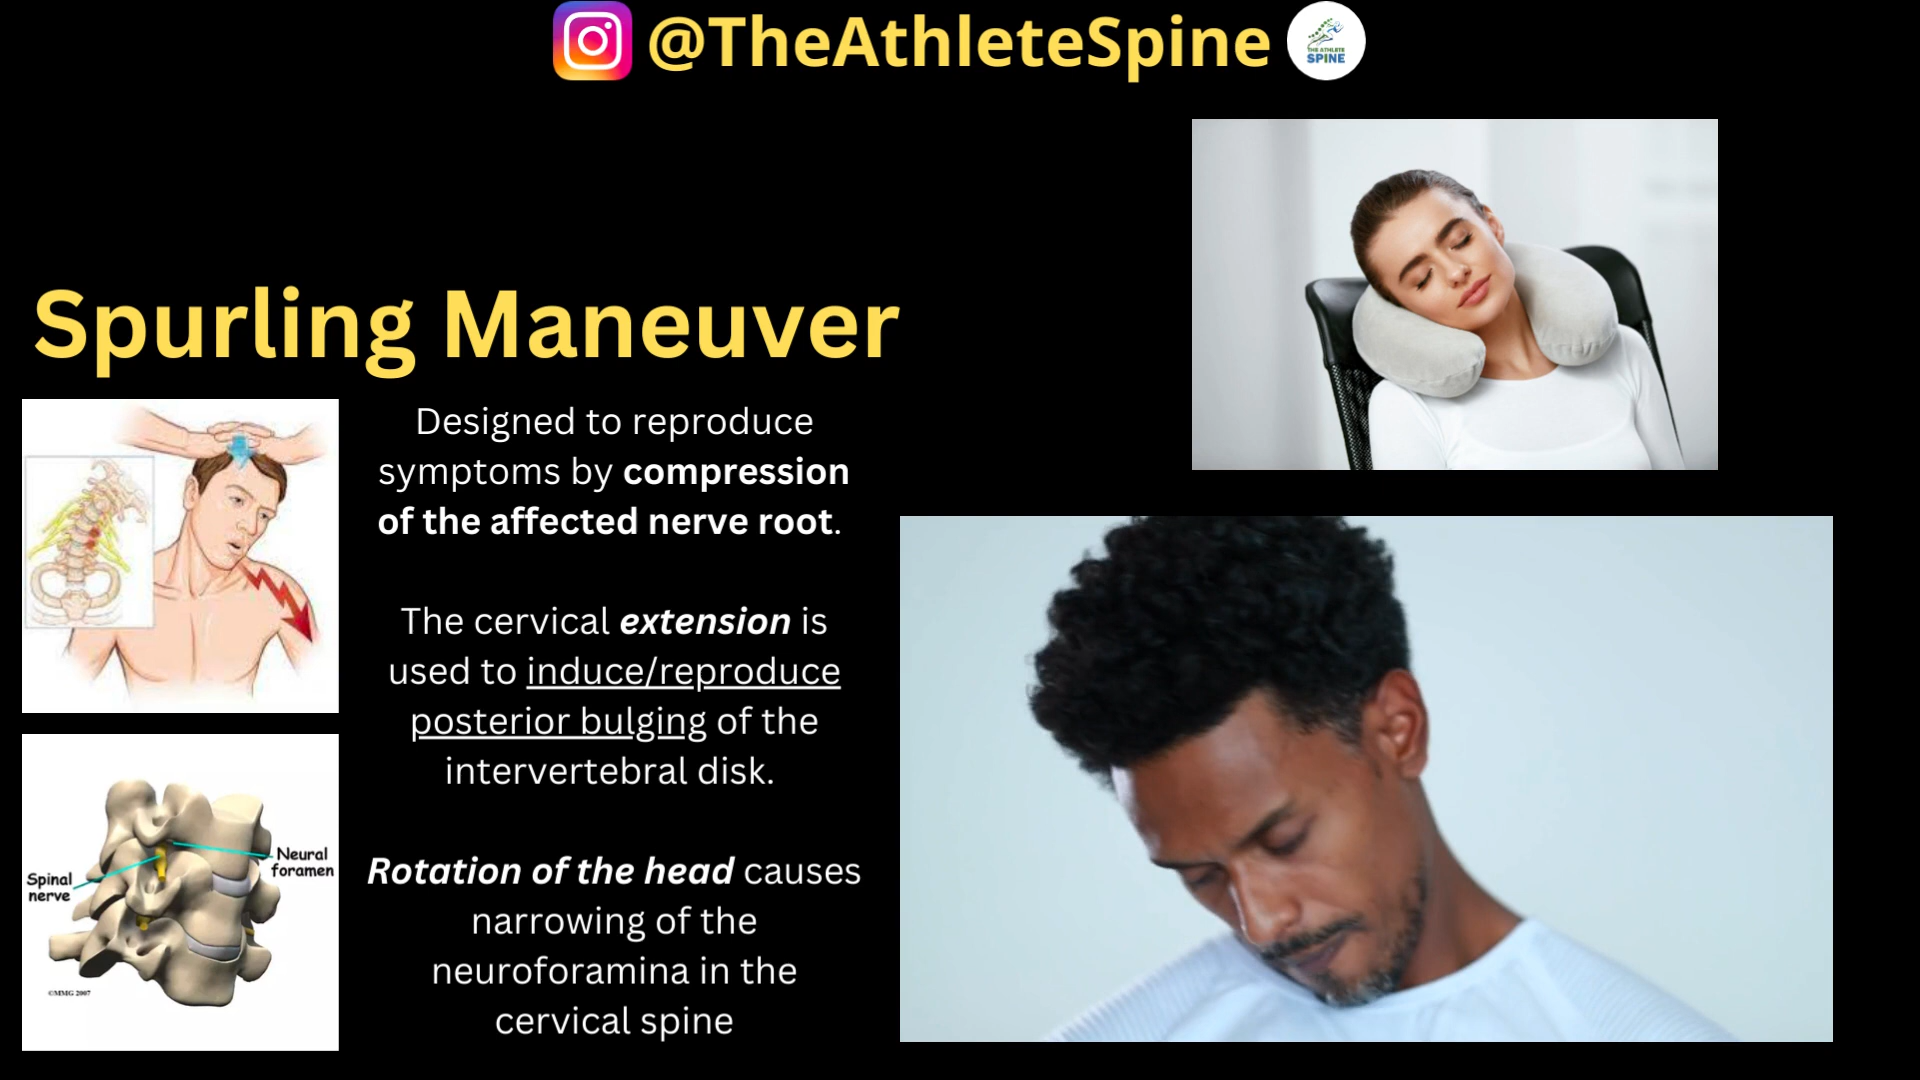 @TheAthleteSpine
THE ATHLETE
SPINE
Spurling Maneuver
Designed to reproduce
symptoms by compression
of the affected nerve root.
The cervical extension is
used to induce/reproduce
posterior bulging of the
intervertebral disk.
Rotation of the head causes
narrowing of the
neuroforamina in the
cervical spine
Neural
foramen
Spinal
nerve
©MMG 2007